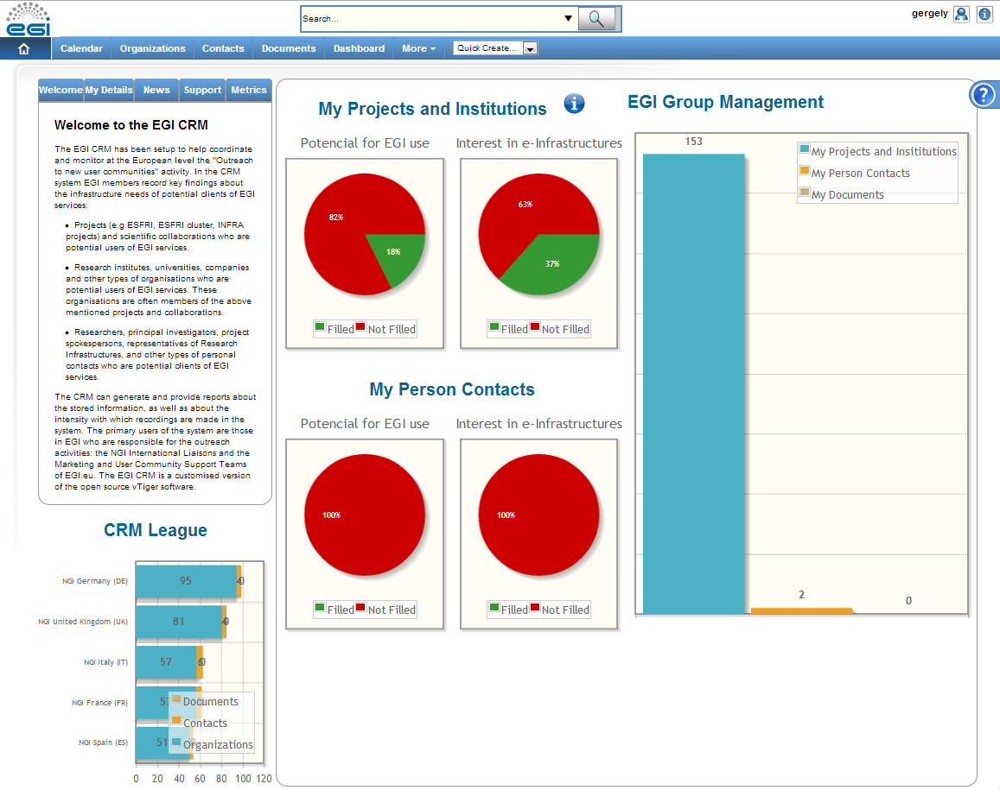 egi
Search...
gergely
Calendar Organizations Contacts Documents Dashboard More Quick Create...
Welcome My Details News Support Metrics
Welcome to the EGI CRM
The EGI CRM has been setup to help coordinate
and monitor at the European level the "Outreach
to new user communities" activity. In the CRM
system EGI members record key findings about
the infrastructure needs of potential clients of EGI
services:
• Projects (e.g ESFRI, ESFRI cluster, INFRA
projects) and scientific collaborations who are
potential users of EGI services.
• Research institutes, universities, companies
and other types of organisations who are
potential users of EGI services. These
organisations are often members of the above
mentioned projects and collaborations.
• Researchers, principal investigators, project
spokespersons, representatives of Research
Infrastructures, and other types of personal
contacts who are potential clients of EGI
services.
The CRM can generate and provide reports about
the stored information, as well as about the
intensity with which recordings are made in the
system. The primary users of the system are those
in EGI who are responsible for the outreach
activities: the NGI International Liaisons and the
Marketing and User Community Support Teams
of EGI.eu. The EGI CRM is a customised version
of the open source vTiger software.
CRM League
NGI Germany (DE) 95 4 0
NGI United Kingdom (UK) 81 4 0
NGI Italy (IT) 57 6 0
NGI France (FR) 57
NGI Spain (ES) 51
Documents
Contacts
Organizations
0 20 40 60 80 100 120
My Projects and Institutions
Potencial for EGI use
82%
18%
Filled Not Filled
Interest in e-Infrastructures
63%
37%
Filled Not Filled
My Person Contacts
Potencial for EGI use
100%
Filled Not Filled
Interest in e-Infrastructures
100%
Filled Not Filled
EGI Group Management
153
My Projects and Insititutions
My Person Contacts
My Documents
2
0
?